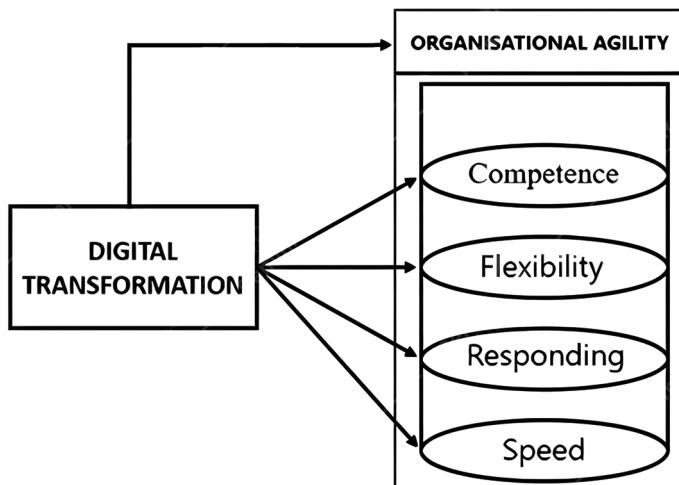 ORGANISATIONAL AGILITY
Competence
DIGITAL
TRANSFORMATION
Flexibility
Responding
Speed